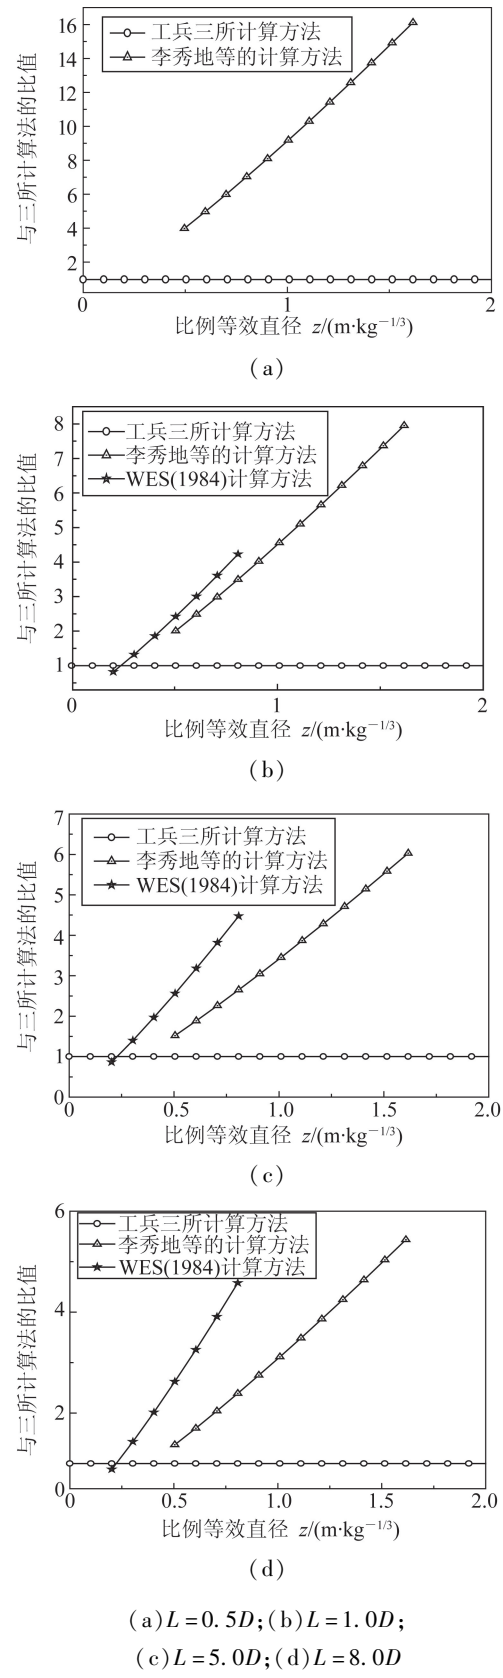 与三所计算法的比值
16
14
12
10
8
6
4
2
工兵三所计算方法
李秀地等的计算方法
0 1 2
比例等效直径 z/(m·kg⁻¹/³)
(a)
与三所计算法的比值
8
7
6
5
4
3
2
1
工兵三所计算方法
李秀地等的计算方法
WES(1984)计算方法
0 1 2
比例等效直径 z/(m·kg⁻¹/³)
(b)
与三所计算法的比值
7
6
5
4
3
2
1
0
工兵三所计算方法
李秀地等的计算方法
WES(1984)计算方法
0 0.5 1.0 1.5 2.0
比例等效直径 z/(m·kg⁻¹/³)
(c)
与三所计算法的比值
6
4
2
0
工兵三所计算方法
李秀地等的计算方法
WES(1984)计算方法
0 0.5 1.0 1.5 2.0
比例等效直径 z/(m·kg⁻¹/³)
(d)
(a)L=0.5D;(b)L=1.0D;
(c)L=5.0D;(d)L=8.0D